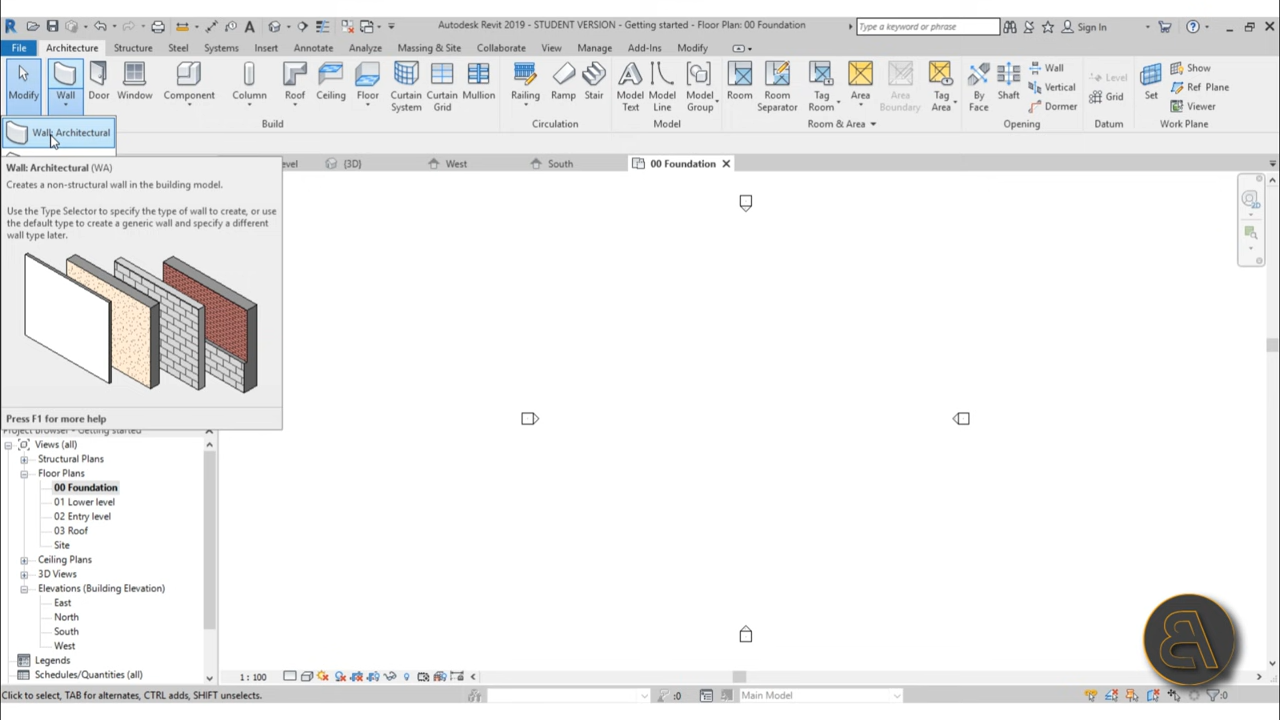 Autodesk Revit 2019 - STUDENT VERSION - Getting started - Floor Plan: 00 Foundation
Type a keyword or phrase
Sign In
File Architecture Structure Steel Systems Insert Annotate Analyze Massing & Site Collaborate View Manage Add-Ins Modify
Modify Wall Door Window Component Column Roof Ceiling Floor Curtain System Curtain Grid Mullion Railing Ramp Stair Model Text Model Line Model Group Room Room Separator Tag Room Area Area Boundary Tag Area By Face Shaft Wall Vertical Dormer Level Grid Set Show Ref Plane Viewer
Build Circulation Model Room & Area Opening Datum Work Plane
Wall: Architectural
{3D} West South 00 Foundation
Wall: Architectural (WA)
Creates a non-structural wall in the building model.
Use the Type Selector to specify the type of wall to create, or use
the default type to create a generic wall and specify a different
wall type later.
Press F1 for more help
Project Browser - Getting started
Views (all)
Structural Plans
Floor Plans
00 Foundation
01 Lower level
02 Entry level
03 Roof
Site
Ceiling Plans
3D Views
Elevations (Building Elevation)
East
North
South
West
Legends
Schedules/Quantities (all)
1 : 100
Click to select, TAB for alternates, CTRL adds, SHIFT unselects.
:0
Main Model
:0